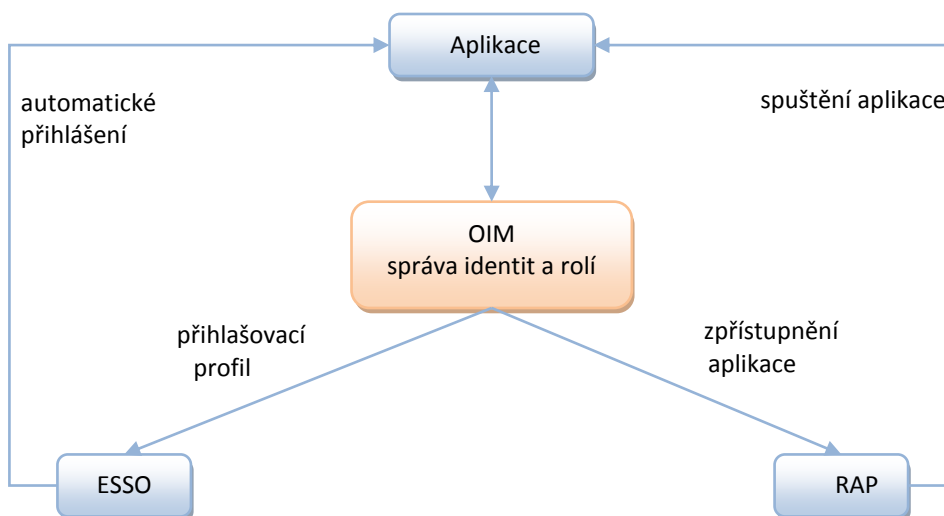 Aplikace
automatické
přihlášení
spuštění aplikace
OIM
správa identit a rolí
přihlašovací
profil
zpřístupnění
aplikace
ESSO
RAP